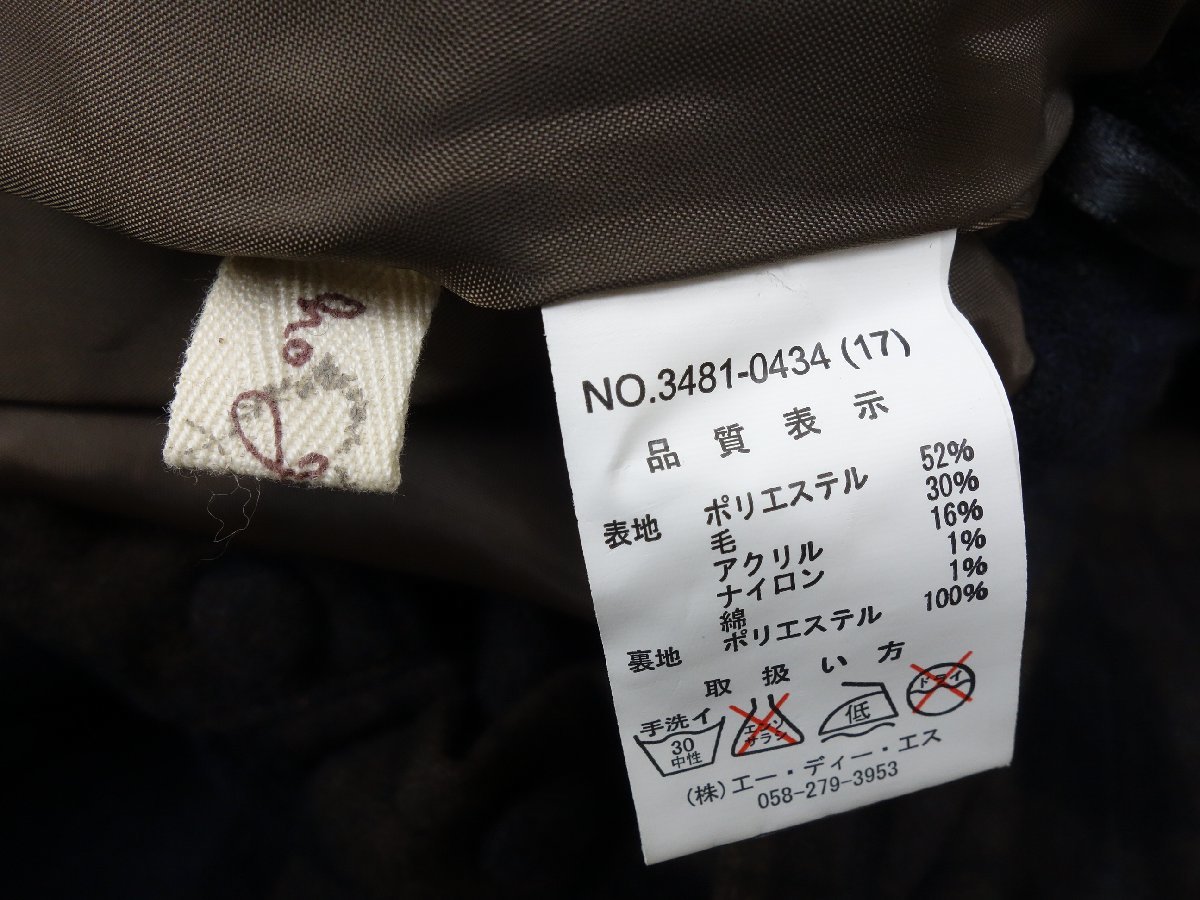 ho
NO.3481-0434 (17)
品質表示
表地 ポリエステル 52%
毛 30%
アクリル 16%
ナイロン 1%
綿 1%
裏地 ポリエステル 100%
取扱い方
手洗イ
30
中性
エンソ
サラシ
低
ドライ
(株)エー・ディー・エス
058-279-3953